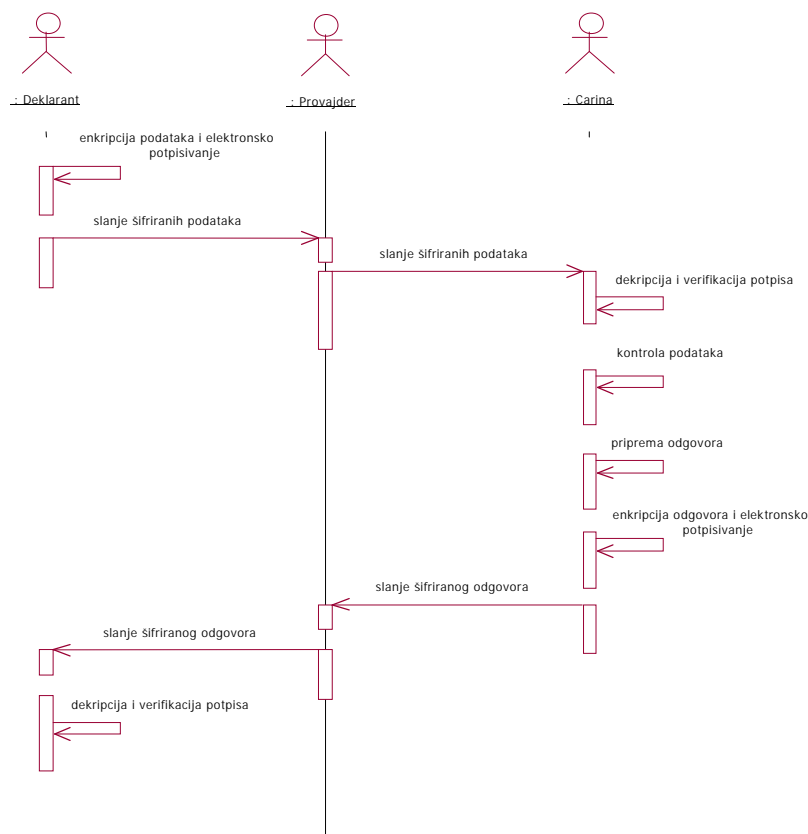 : Deklarant
: Provajder
: Carina
enkripcija podataka i elektronsko
potpisivanje
slanje šifriranih podataka
slanje šifriranih podataka
dekripcija i verifikacija potpisa
kontrola podataka
priprema odgovora
enkripcija odgovora i elektronsko
potpisivanje
slanje šifriranog odgovora
slanje šifriranog odgovora
dekripcija i verifikacija potpisa